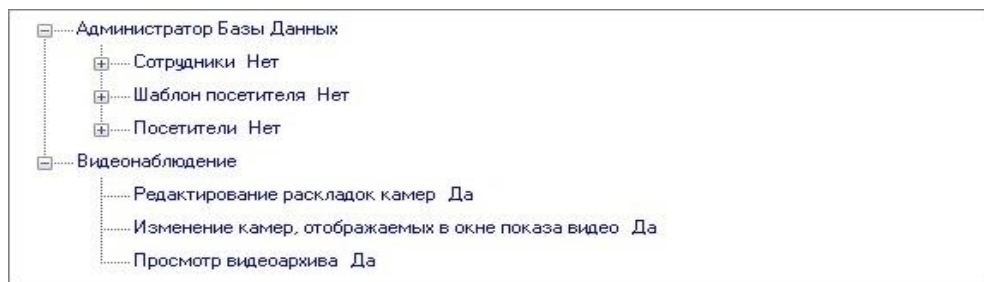 Администратор Базы Данных
Сотрудники Нет
Шаблон посетителя Нет
Посетители Нет
Видеонаблюдение
Редактирование раскладок камер Да
Изменение камер, отображаемых в окне показа видео Да
Просмотр видеоархива Да